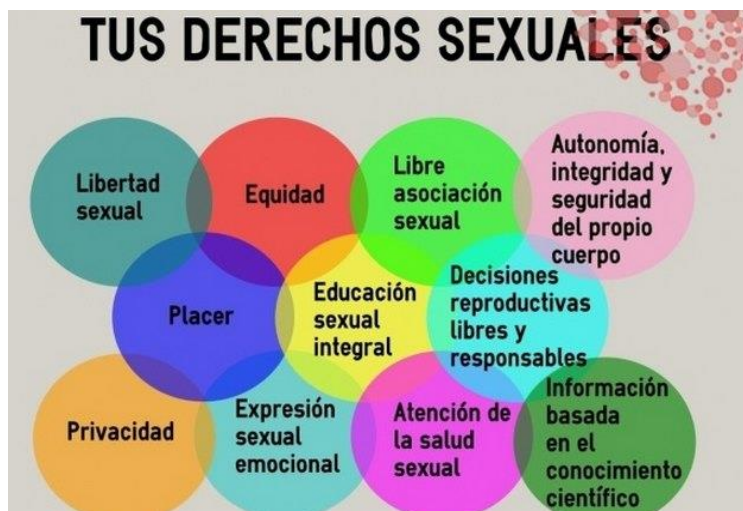 TUS DERECHOS SEXUALES
Libertad
sexual
Equidad
Libre
asociación
sexual
Autonomía,
integridad y
seguridad
del propio
cuerpo
Placer
Educación
sexual
integral
Decisiones
reproductivas
libres y
responsables
Privacidad
Expresión
sexual
emocional
Atención de
la salud
sexual
Información
basada
en el
conocimiento
científico